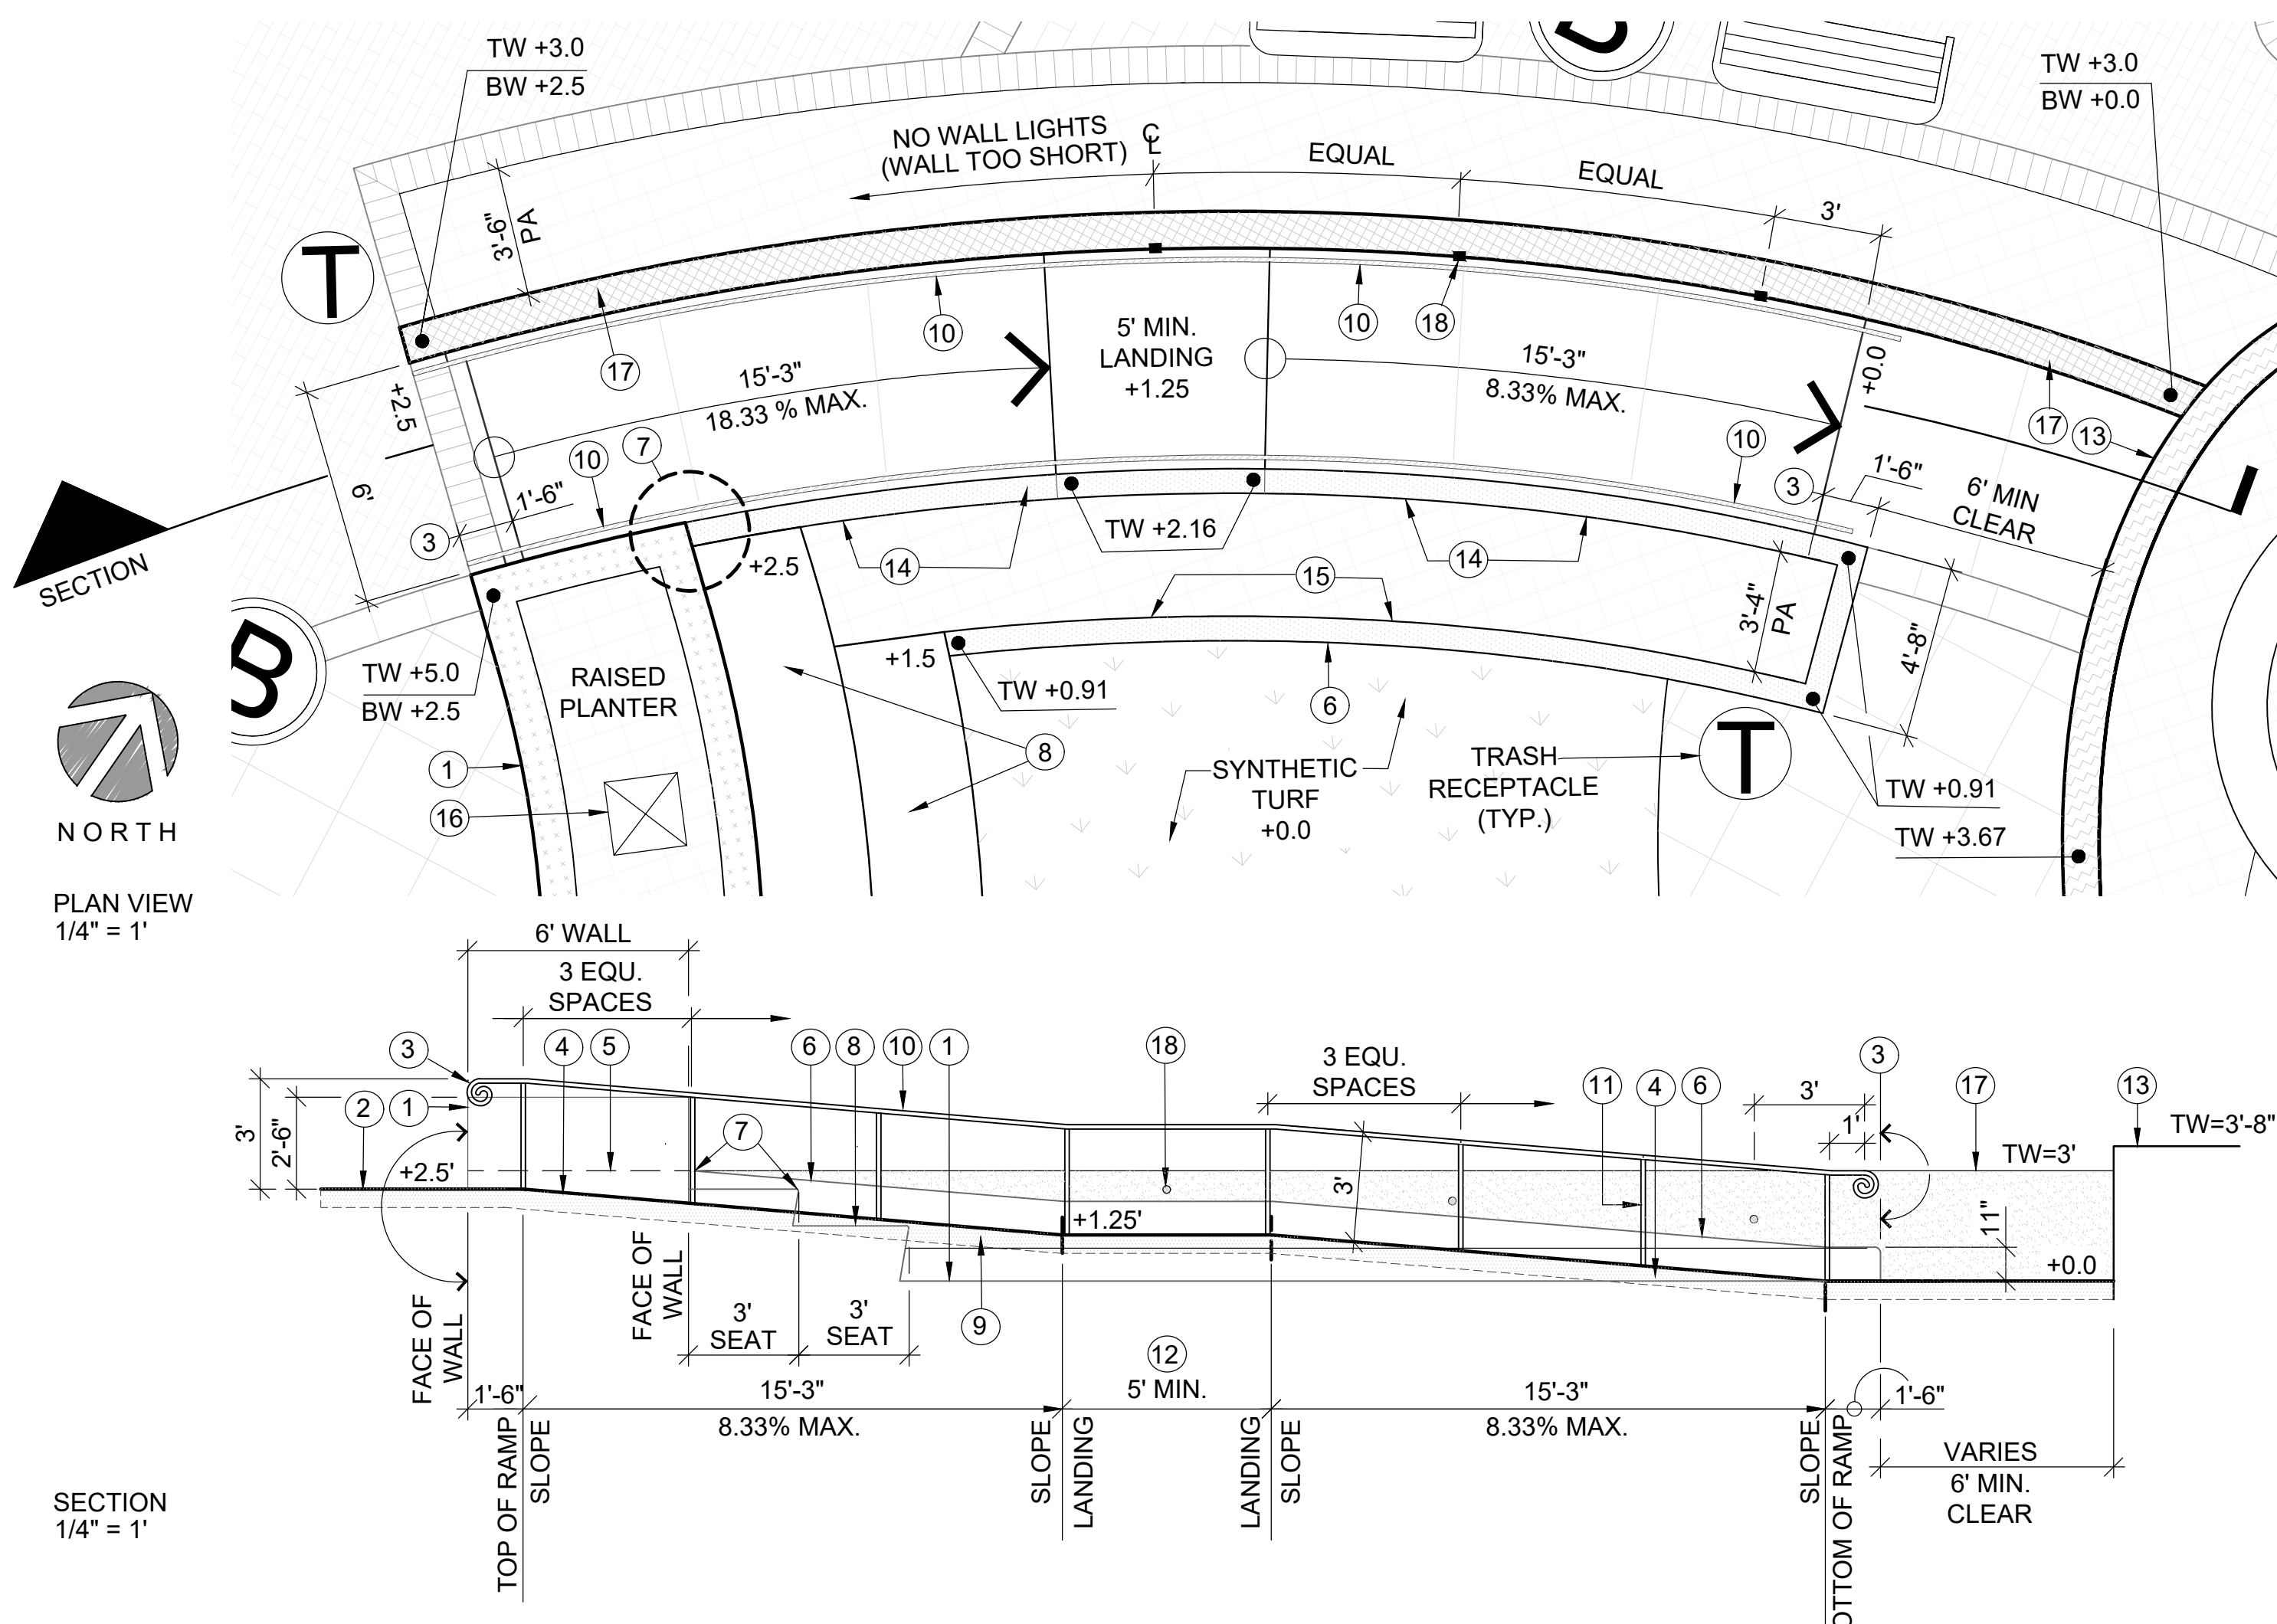 TW +3.0
BW +2.5
TW +3.0
BW +0.0
NO WALL LIGHTS
(WALL TOO SHORT)
℄
EQUAL
EQUAL
3'
3'-6"
PA
T
B
10
17
10
18
5' MIN.
LANDING
+1.25
15'-3"
18.33 % MAX.
15'-3"
8.33% MAX.
+0.0
+2.5
17
13
10
7
10
3
1'-6"
6' MIN
CLEAR
6'
1'-6"
3
SECTION
+2.5
14
TW +2.16
14
15
3'-4"
PA
4'-8"
+1.5
TW +0.91
6
TW +5.0
BW +2.5
RAISED
PLANTER
8
1
16
SYNTHETIC
TURF
+0.0
TRASH
RECEPTACLE
(TYP.)
T
TW +0.91
TW +3.67
B
NORTH
PLAN VIEW
1/4" = 1'
6' WALL
3 EQU.
SPACES
3
4
5
6
8
10
1
18
3 EQU.
SPACES
11
4
6
3
17
13
3'
1'
3'
2'-6"
2
1
7
+2.5'
3'
TW=3'
TW=3'-8"
+1.25'
11"
+0.0
FACE OF
WALL
FACE OF
WALL
3'
SEAT
3'
SEAT
9
12
1'-6"
15'-3"
8.33% MAX.
5' MIN.
15'-3"
8.33% MAX.
1'-6"
TOP OF RAMP
SLOPE
SLOPE
LANDING
LANDING
SLOPE
SLOPE
OTTOM OF RAMP
VARIES
6' MIN.
CLEAR
SECTION
1/4" = 1'